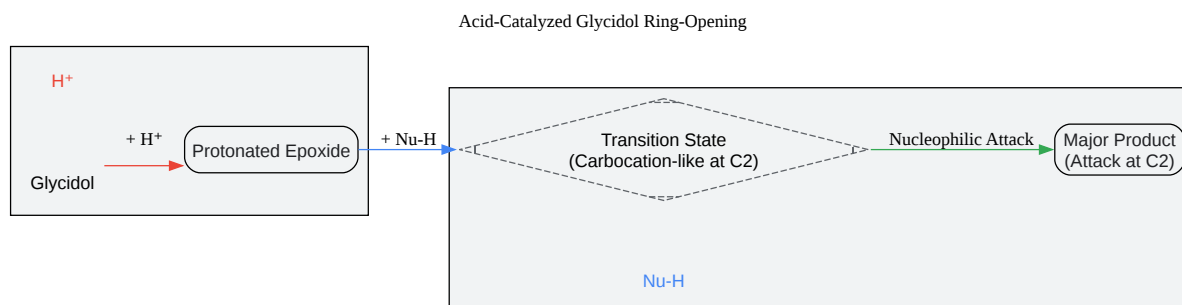 Acid-Catalyzed Glycidol Ring-Opening
H⁺
+ H⁺
Glycidol
Protonated Epoxide
+ Nu-H
Transition State
(Carbocation-like at C2)
Nucleophilic Attack
Major Product
(Attack at C2)
Nu-H